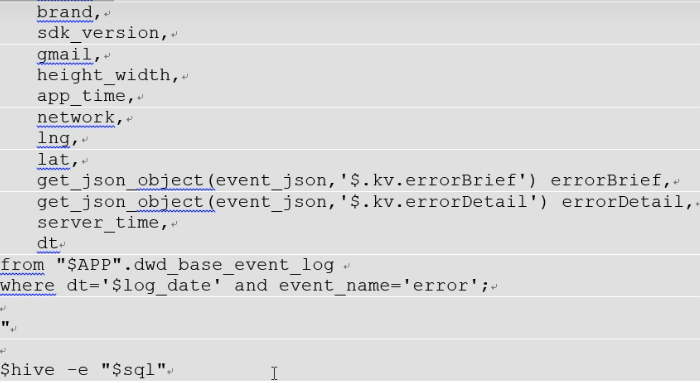 brand,
sdk_version,
gmail,
height_width,
app_time,
network,
lng,
lat,
get_json_object(event_json,'$.kv.errorBrief') errorBrief,
get_json_object(event_json,'$.kv.errorDetail') errorDetail,
server_time,
dt
from "$APP".dwd_base_event_log
where dt='$log_date' and event_name='error';
"
$hive -e "$sql"